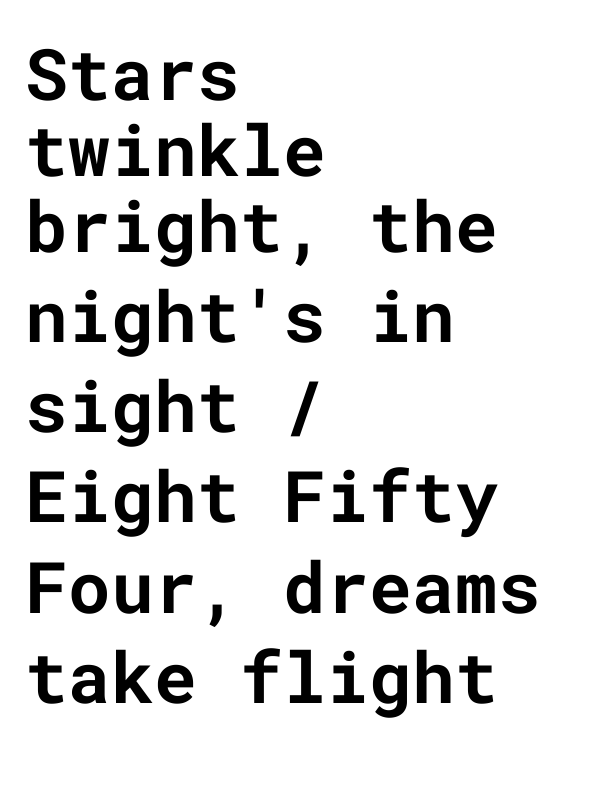 Stars
twinkle
bright, the
night's in
sight /
Eight Fifty
Four, dreams
take flight